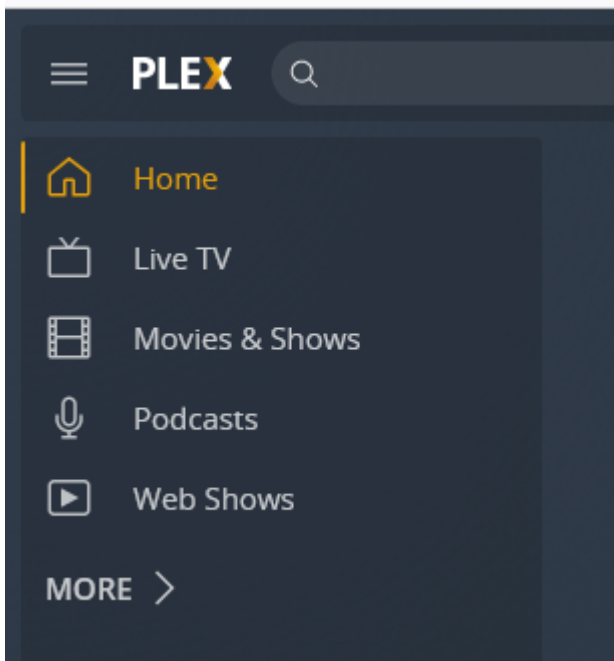 PLEX
Home
Live TV
Movies & Shows
Podcasts
Web Shows
MORE